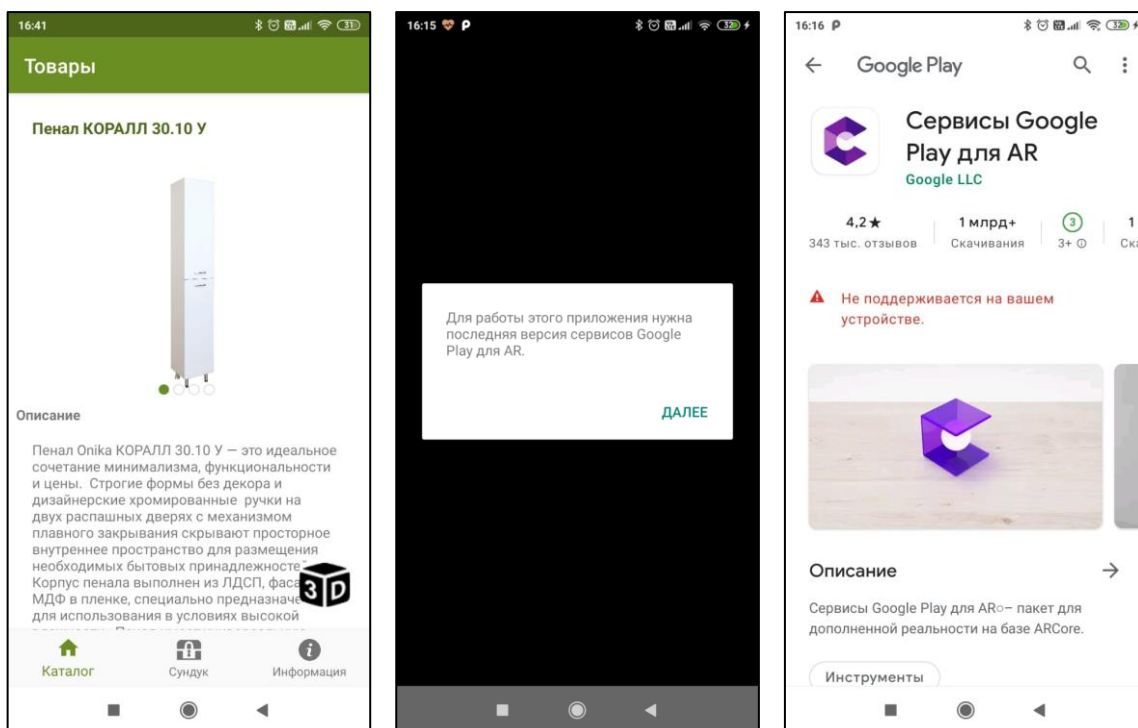 16:41
31
Товары
Пенал КОРАЛЛ 30.10 У
Описание
Пенал Onika КОРАЛЛ 30.10 У — это идеальное
сочетание минимализма, функциональности
и цены. Строгие формы без декора и
дизайнерские хромированные ручки на
двух распашных дверях с механизмом
плавного закрывания скрывают просторное
внутреннее пространство для размещения
необходимых бытовых
Корпус пенала выполнен из ЛДСП,
МДФ в пленке, специально
для использования в условиях высокой
3D
Каталог
Сундук
Информация
16:15
32
Для работы этого приложения нужна
последняя версия сервисов Google
Play для AR.
ДАЛЕЕ
16:16
32
Google Play
Сервисы Google
Play для AR
Google LLC
4,2★
343 тыс. отзывов
1 млрд+
Скачивания
3
3+
1
Не поддерживается на вашем
устройстве.
Описание
Сервисы Google Play для AR – пакет для
дополненной реальности на базе ARCore.
Инструменты